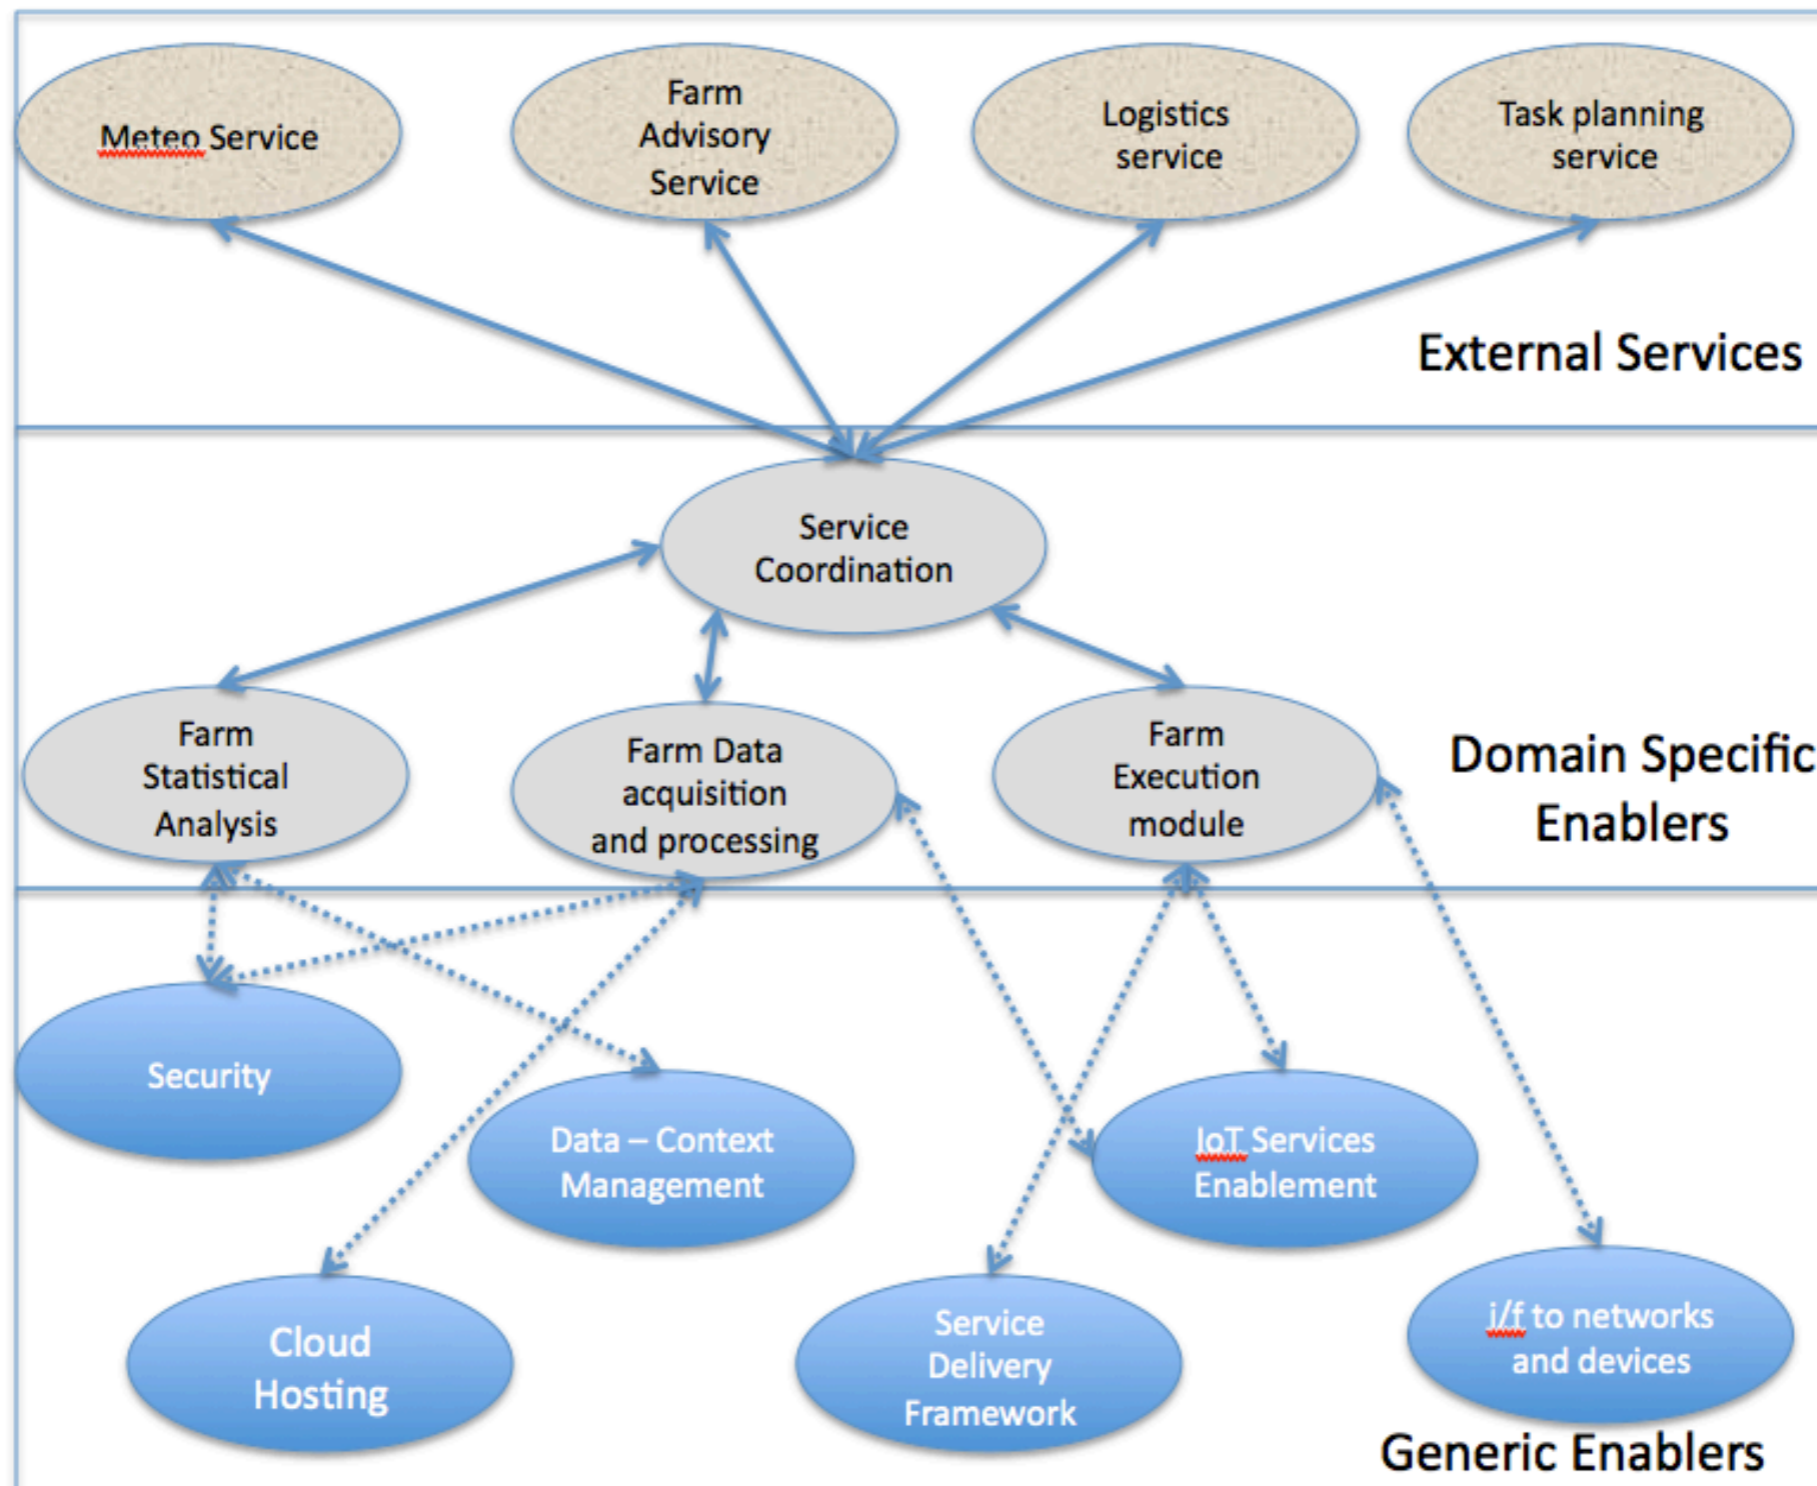 Meteo Service
Farm
Advisory
Service
Logistics
service
Task planning
service
External Services
Service
Coordination
Farm
Statistical
Analysis
Farm Data
acquisition
and processing
Farm
Execution
module
Domain Specific
Enablers
Security
Data – Context
Management
IoT Services
Enablement
Cloud
Hosting
Service
Delivery
Framework
i/f to networks
and devices
Generic Enablers